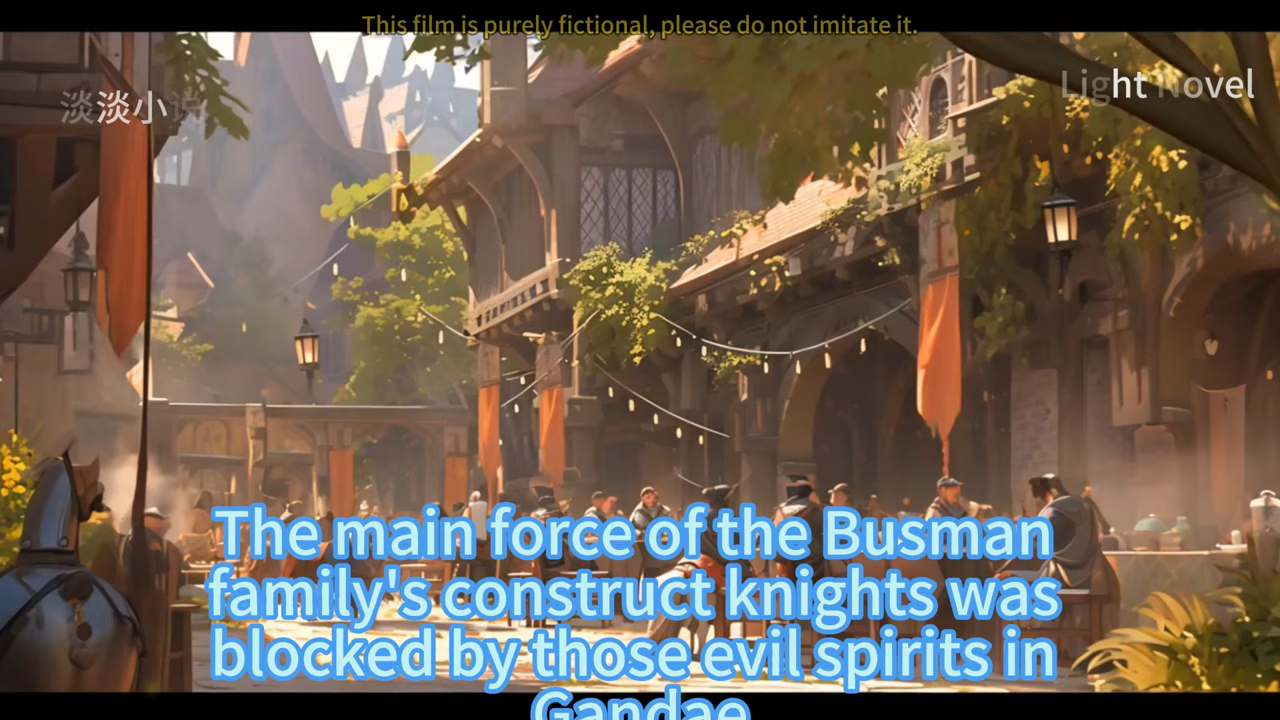 This film is purely fictional, please do not imitate it.
淡淡小说
Light Novel
The main force of the Busman
family's construct knights was
blocked by those evil spirits in
Gandae